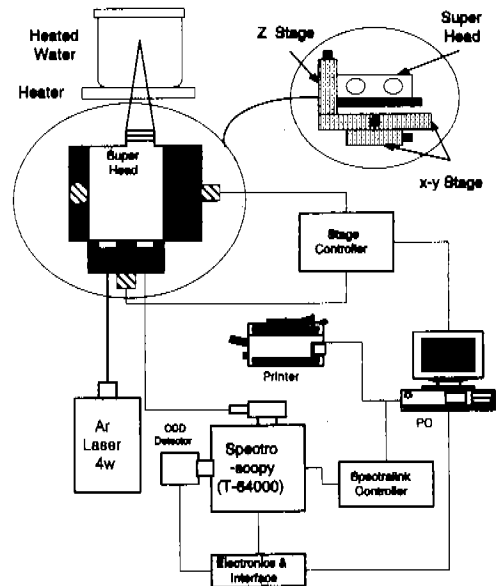 Heated
Water
Heater
Super
Head
Z Stage
Super
Head
x-y Stage
Stage
Controller
Printer
PC
Ar
Laser
4w
CCD
Detector
Spectro
-scopy
(T-64000)
Spectralink
Controller
Electronics &
Interface